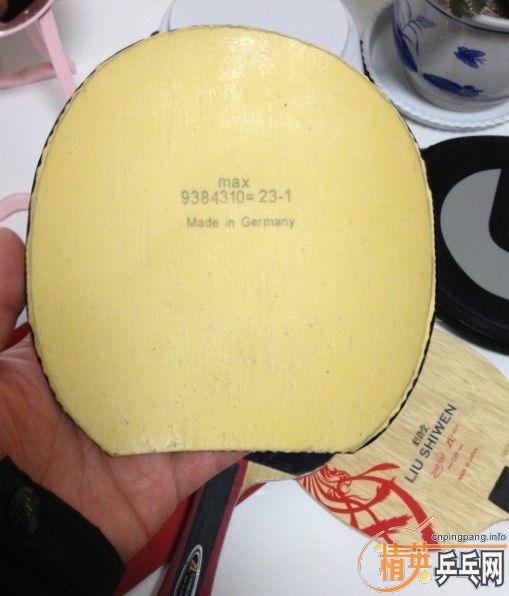 max
9384310= 23-1
Made in Germany
LIU SHIWEN
cnpingpang.info
精英乒乓网